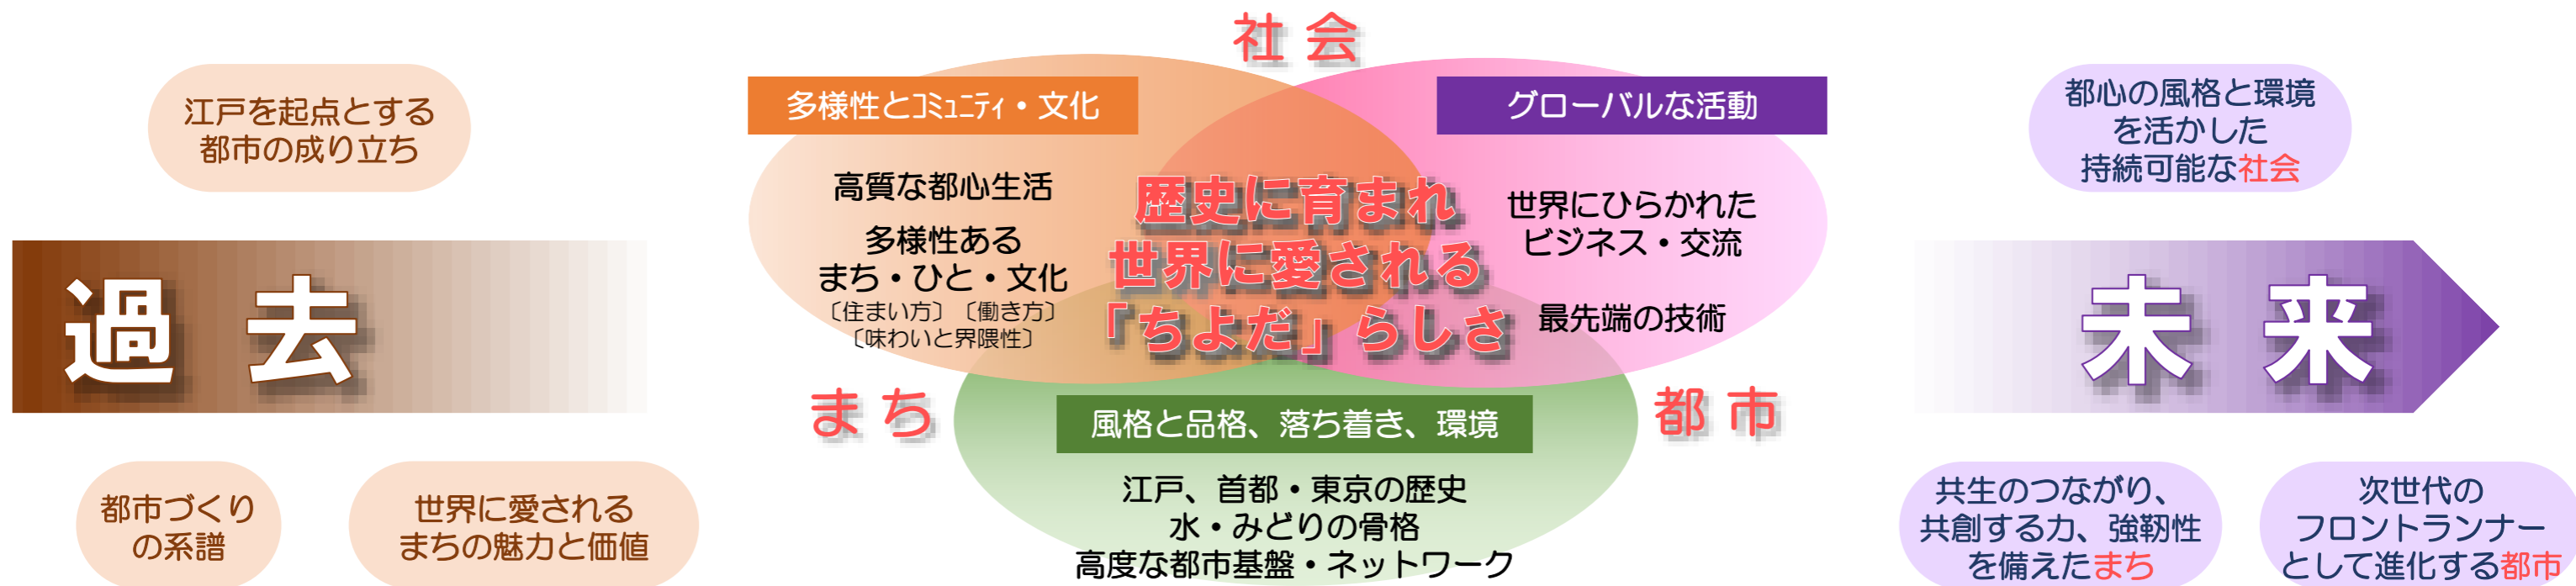 社会
江戸を起点とする
都市の成り立ち
過去
都市づくり
の系譜
世界に愛される
まちの魅力と価値
多様性とｺﾐｭﾆﾃｨ・文化
高質な都心生活
多様性ある
まち・ひと・文化
〔住まい方〕〔働き方〕
〔味わいと界隈性〕
グローバルな活動
世界にひらかれた
ビジネス・交流
最先端の技術
歴史に育まれ
世界に愛される
「ちよだ」らしさ
まち
都市
風格と品格、落ち着き、環境
江戸、首都・東京の歴史
水・みどりの骨格
高度な都市基盤・ネットワーク
都心の風格と環境
を活かした
持続可能な社会
未来
共生のつながり、
共創する力、強靭性
を備えたまち
次世代の
フロントランナー
として進化する都市